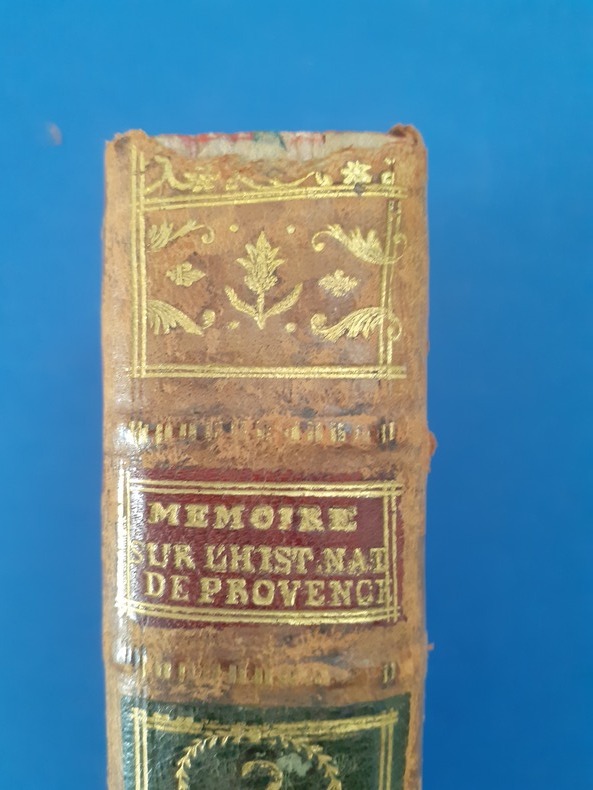 MEMOIRE
SUR L'HIST.NAT
DE PROVENCE